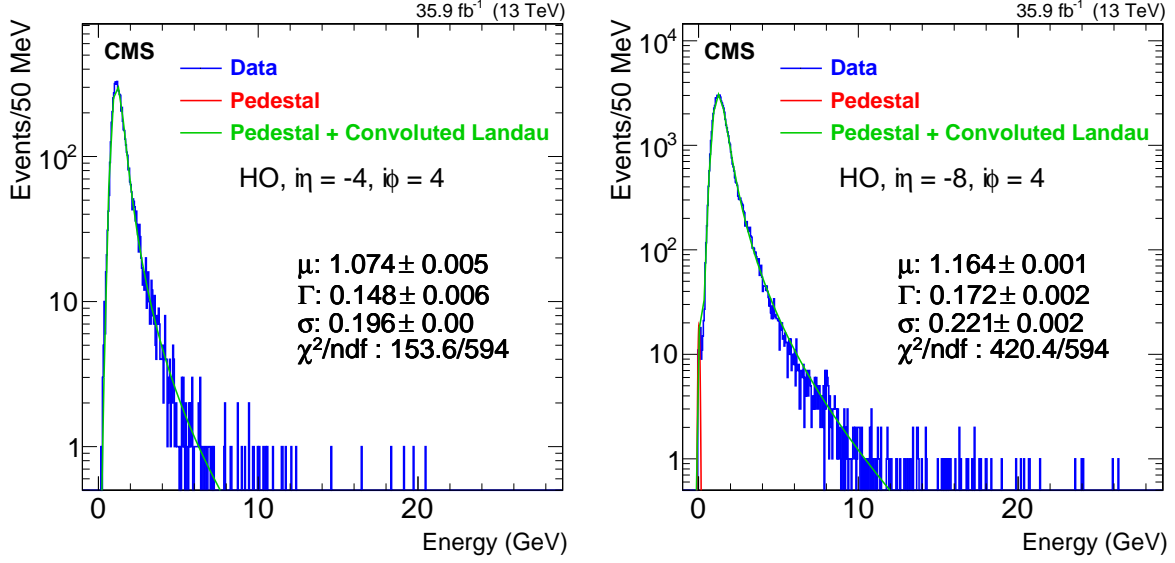 35.9 fb⁻¹ (13 TeV)
CMS
Data
Pedestal
Pedestal + Convoluted Landau
HO, iη = -4, iϕ = 4
μ: 1.074± 0.005
Γ: 0.148± 0.006
σ: 0.196± 0.00
χ²/ndf : 153.6/594
Events/50 MeV
10²
10
1
0 10 20
Energy (GeV)
35.9 fb⁻¹ (13 TeV)
CMS
Data
Pedestal
Pedestal + Convoluted Landau
HO, iη = -8, iϕ = 4
μ: 1.164± 0.001
Γ: 0.172± 0.002
σ: 0.221± 0.002
χ²/ndf : 420.4/594
Events/50 MeV
10⁴
10³
10²
10
1
0 10 20
Energy (GeV)